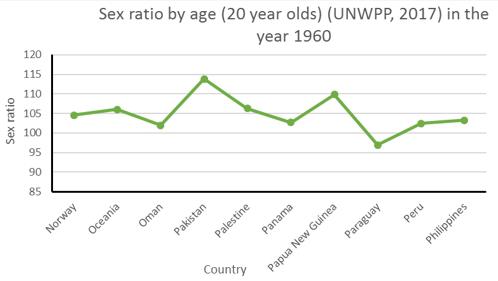 Sex ratio by age (20 year olds) (UNWPP, 2017) in the
year 1960
120
115
110
105
100
95
90
85
Sex ratio
Norway
Oceania
Oman
Pakistan
Palestine
Panama
Papua New Guinea
Paraguay
Peru
Philippines
Country